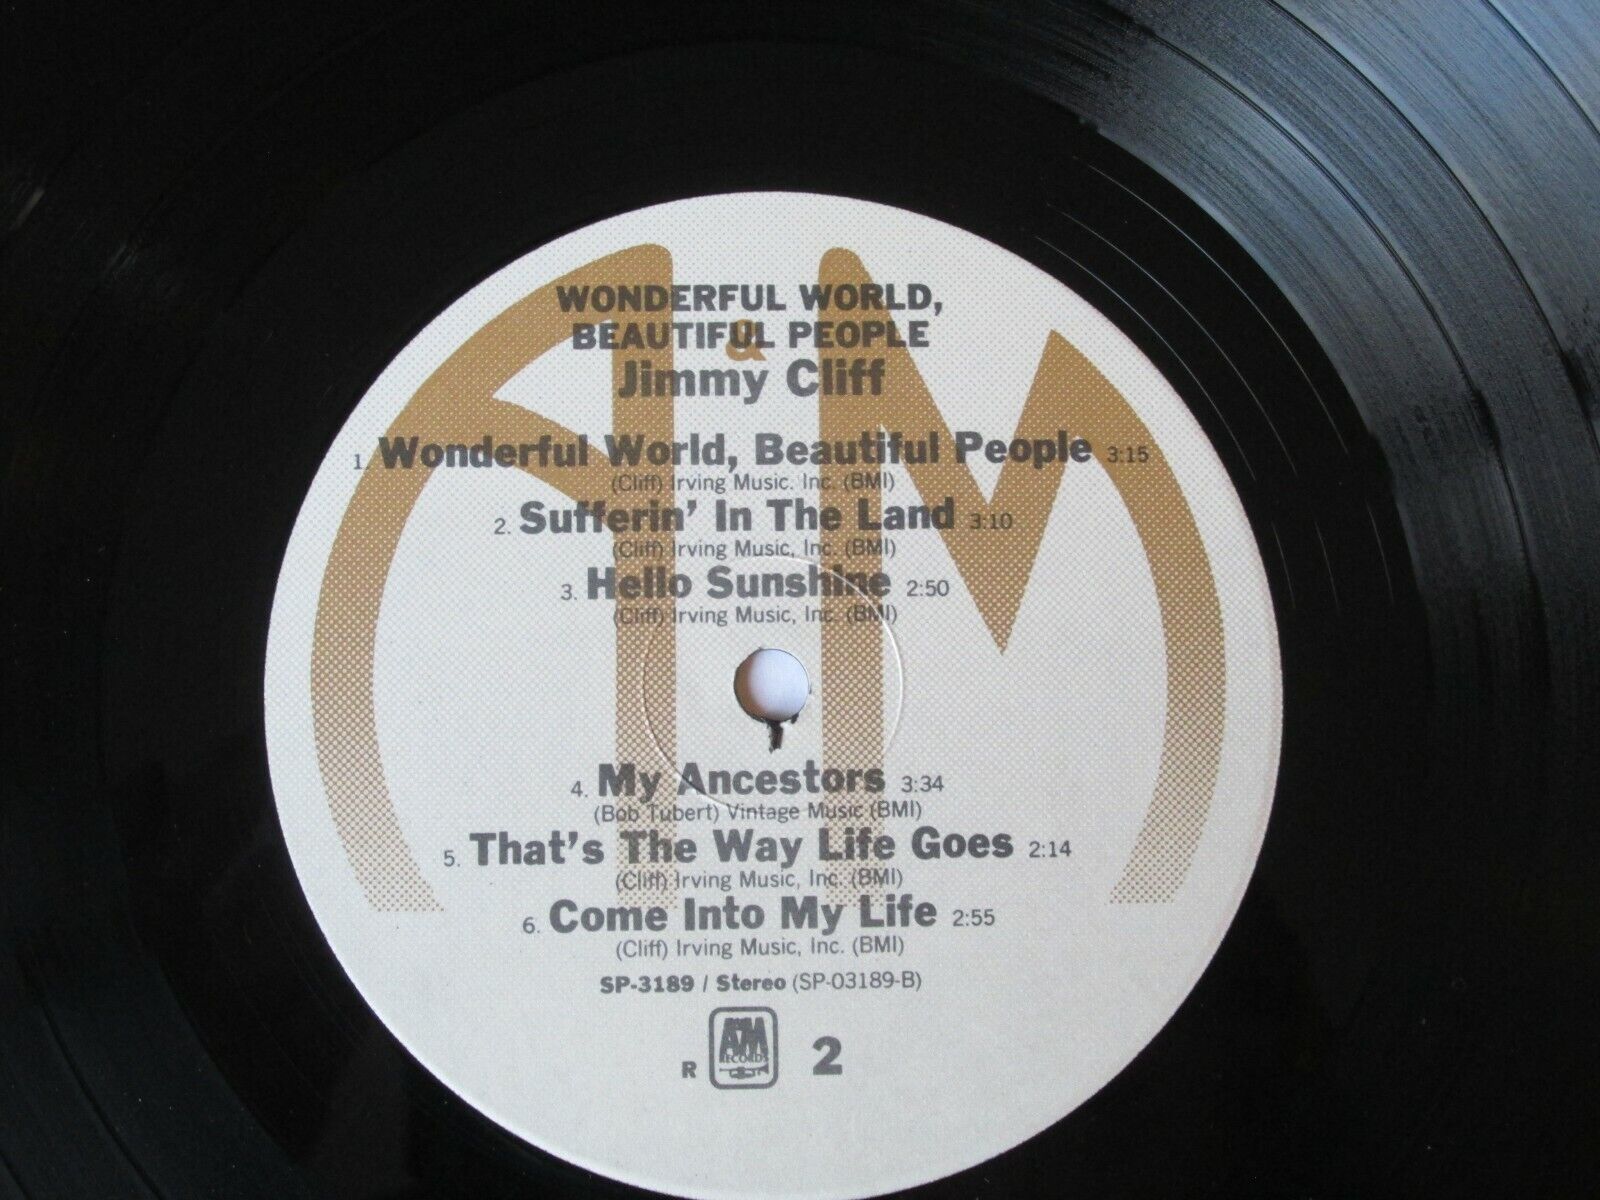 WONDERFUL WORLD,
BEAUTIFUL PEOPLE
&
Jimmy Cliff
1. Wonderful World, Beautiful People 3:15
(Cliff) Irving Music. Inc. (BMI)
2. Sufferin' In The Land 3:10
(Cliff) Irving Music, Inc. (BMI)
3. Hello Sunshine 2:50
(Cliff) Irving Music, Inc. (BMI)
4. My Ancestors 3:34
(Bob Tubert) Vintage Music (BMI)
5. That's The Way Life Goes 2:14
(Cliff) Irving Music, Inc. (BMI)
6. Come Into My Life 2:55
(Cliff) Irving Music, Inc. (BMI)
SP-3189 / Stereo (SP-03189-B)
A&M
RECORDS
R 2